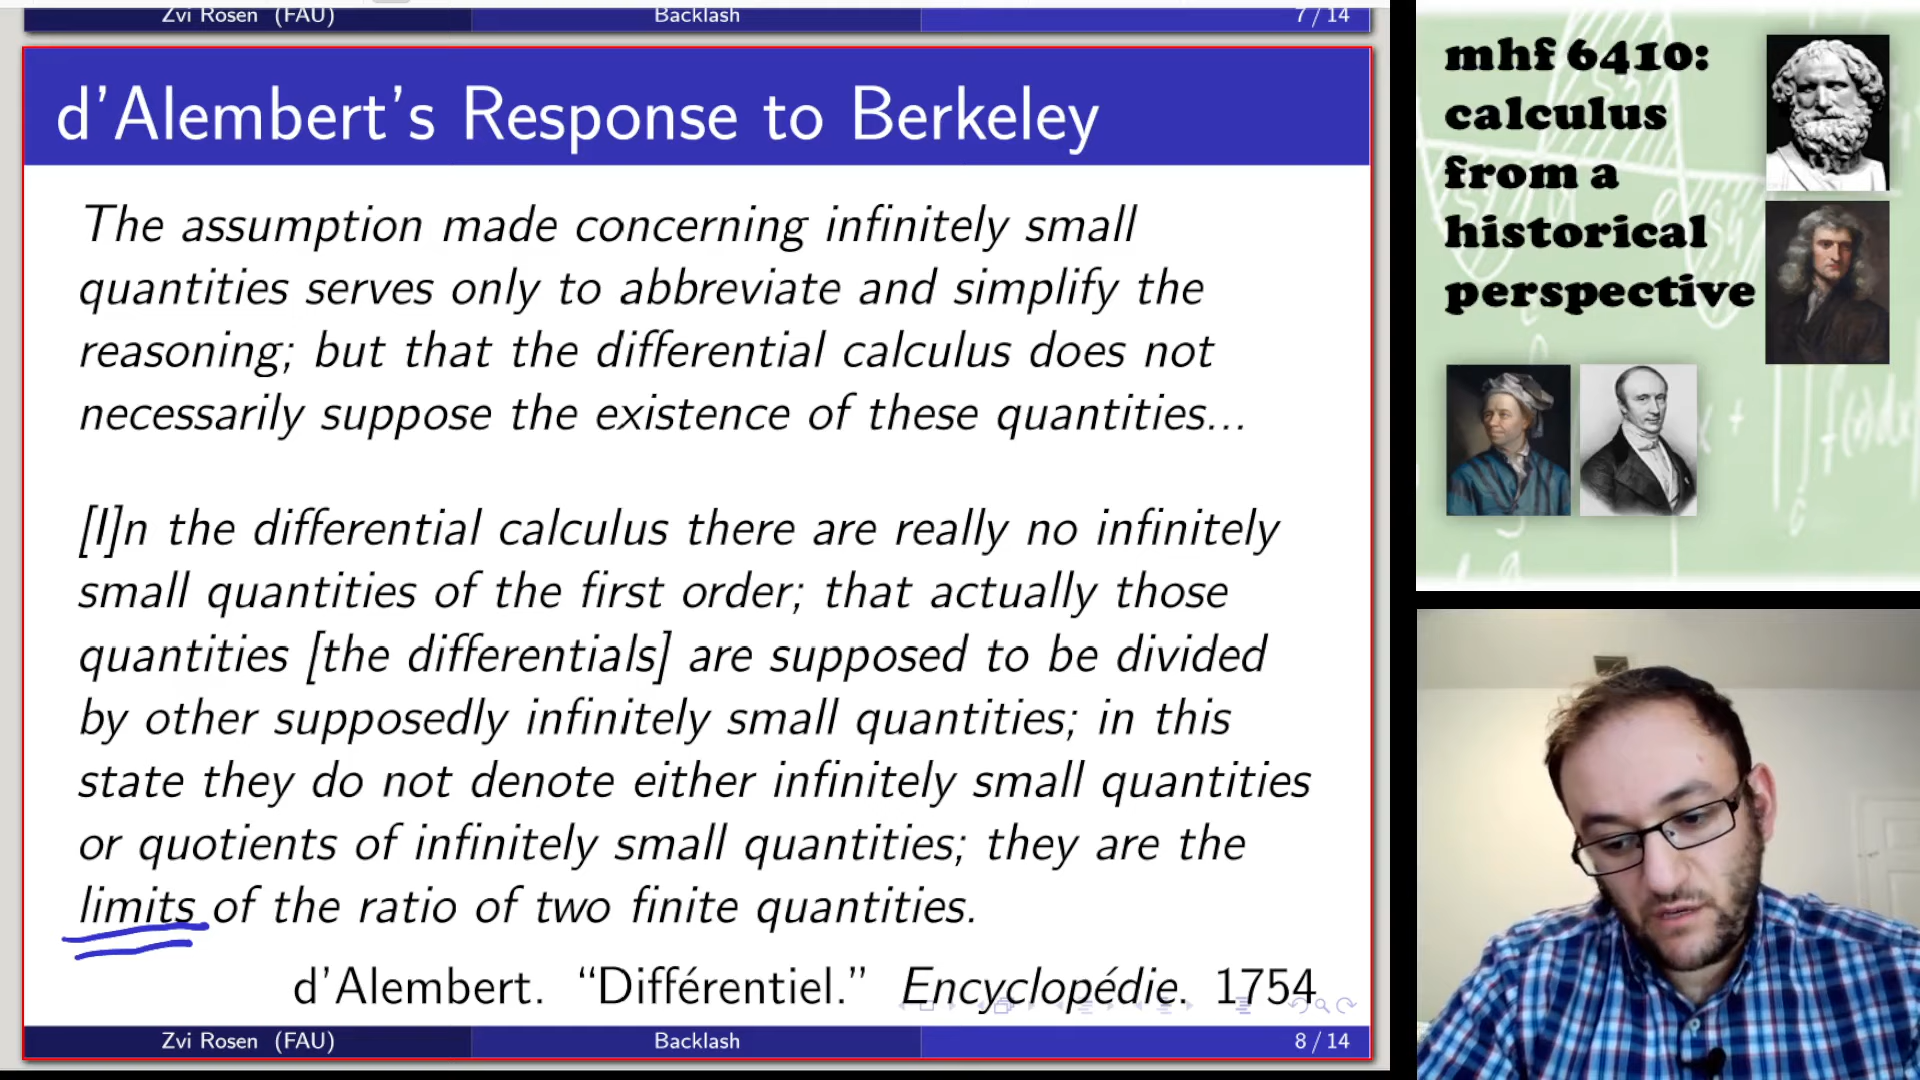 Zvi Rosen (FAU) Backlash 7 / 14
d'Alembert's Response to Berkeley
The assumption made concerning infinitely small
quantities serves only to abbreviate and simplify the
reasoning; but that the differential calculus does not
necessarily suppose the existence of these quantities...
[I]n the differential calculus there are really no infinitely
small quantities of the first order; that actually those
quantities [the differentials] are supposed to be divided
by other supposedly infinitely small quantities; in this
state they do not denote either infinitely small quantities
or quotients of infinitely small quantities; they are the
limits of the ratio of two finite quantities.
d'Alembert. “Différentiel.” Encyclopédie. 1754
Zvi Rosen (FAU) Backlash 8 / 14
mhf 6410:
calculus
from a
historical
perspective